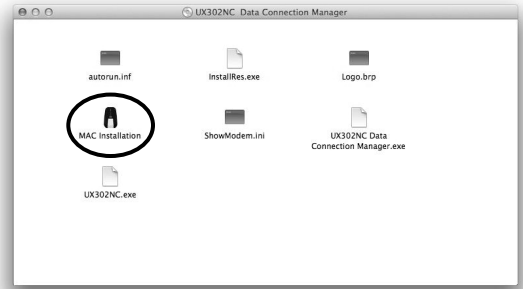 UX302NC Data Connection Manager
autorun.inf
InstallRes.exe
Logo.brp
MAC Installation
ShowModem.ini
UX302NC Data
Connection Manager.exe
UX302NC.exe